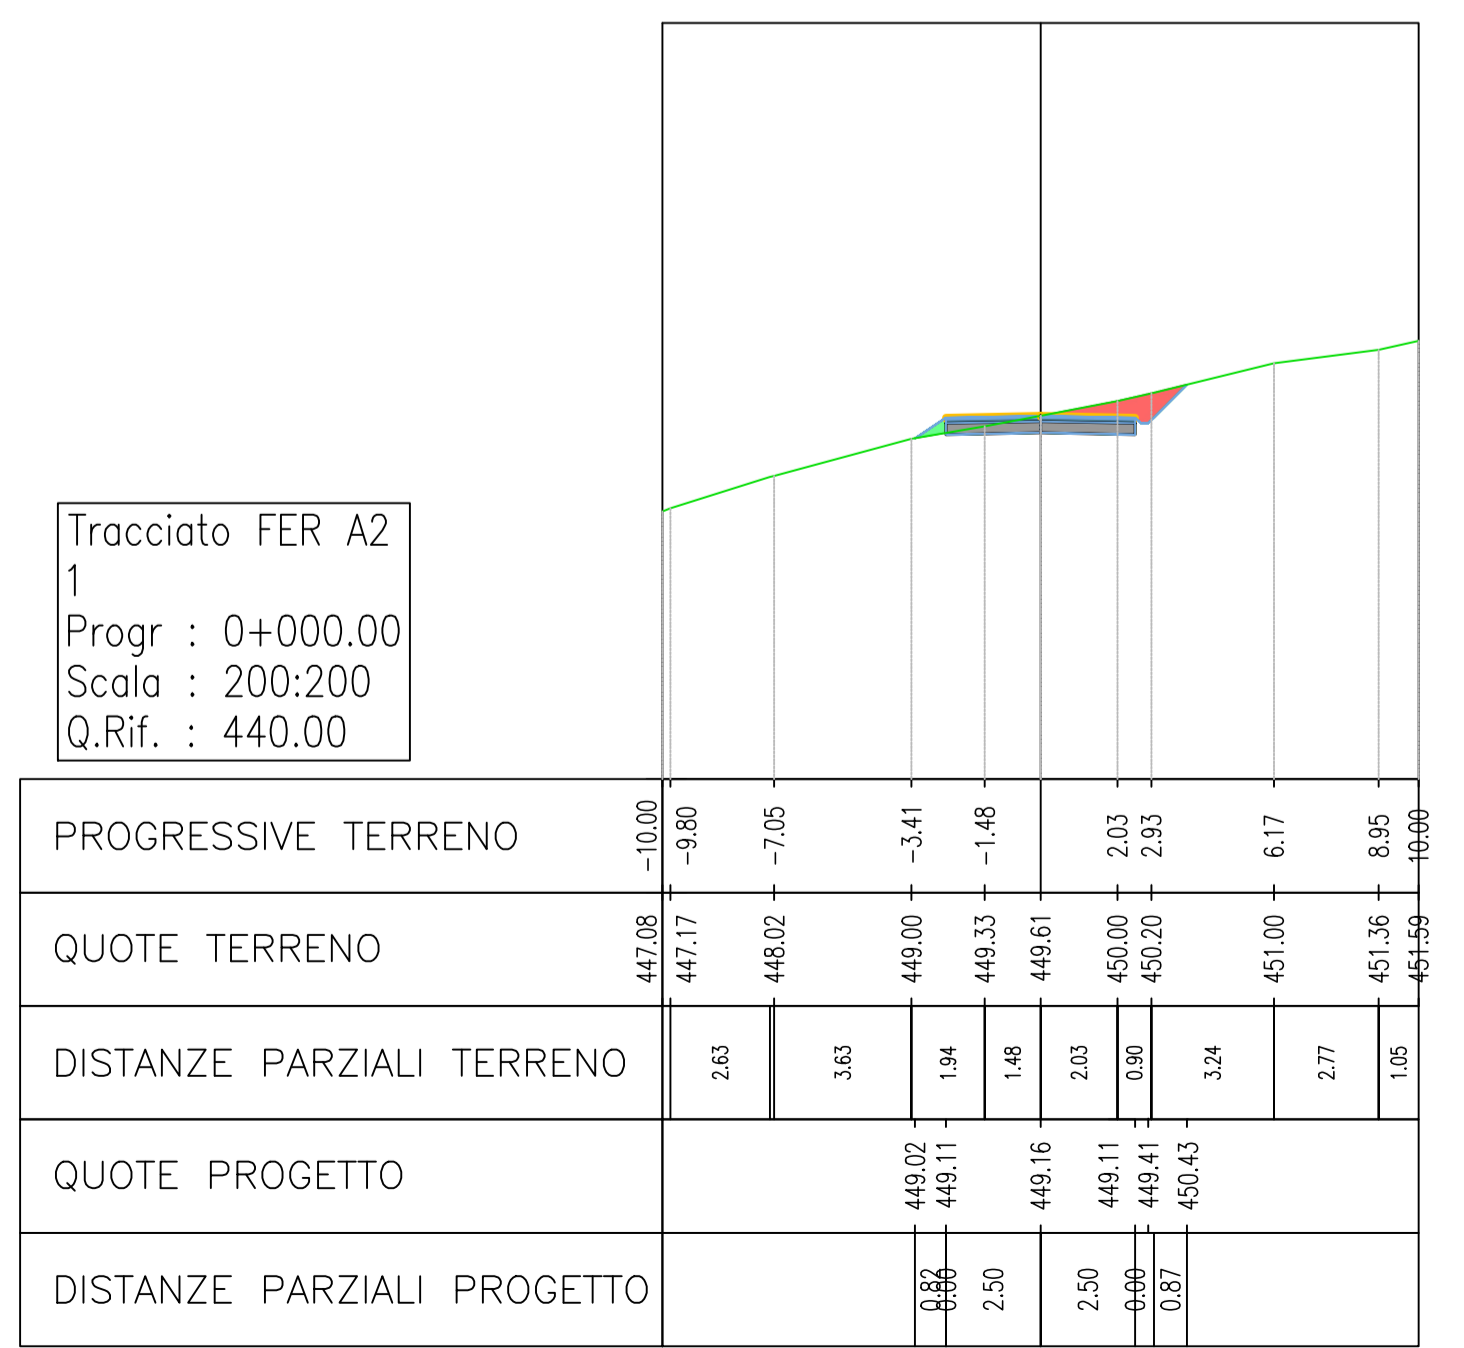 Tracciato FER A2
1
Progr : 0+000.00
Scala : 200:200
Q.Rif. : 440.00
PROGRESSIVE TERRENO -10.00 -9.80 -7.05 -3.41 -1.48 2.03 2.93 6.17 8.95 10.00
QUOTE TERRENO 447.08 447.17 448.02 449.00 449.33 449.61 450.00 450.20 451.00 451.36 451.59
DISTANZE PARZIALI TERRENO 2.63 3.63 1.94 1.48 2.03 0.90 3.24 2.77 1.05
QUOTE PROGETTO 449.02 449.11 449.16 449.11 449.41 450.43
DISTANZE PARZIALI PROGETTO 0.82 0.00 2.50 2.50 0.00 0.87